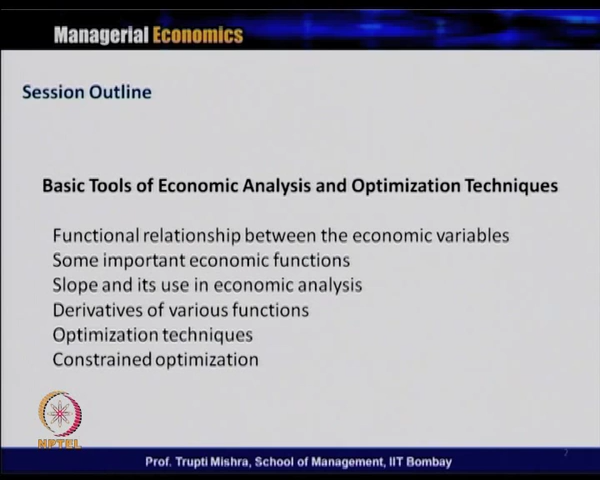 Managerial Economics
Session Outline
Basic Tools of Economic Analysis and Optimization Techniques
Functional relationship between the economic variables
Some important economic functions
Slope and its use in economic analysis
Derivatives of various functions
Optimization techniques
Constrained optimization
NPTEL
2
Prof. Trupti Mishra, School of Management, IIT Bombay